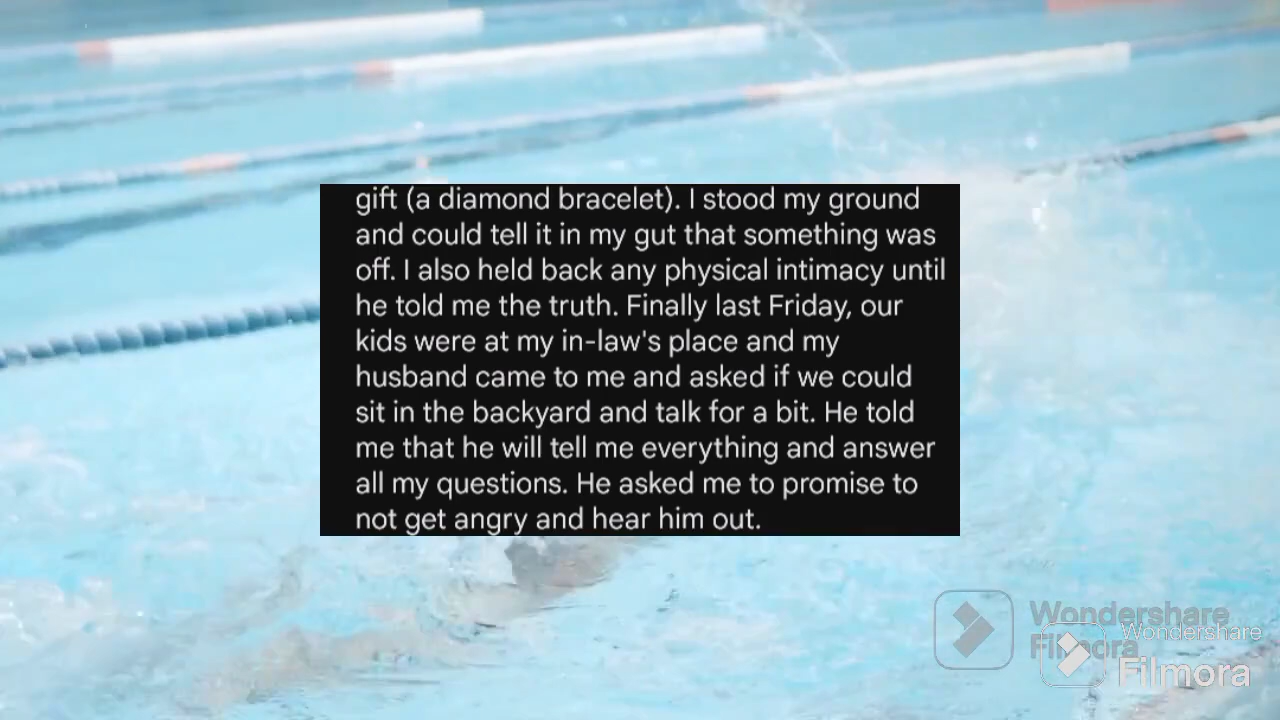 gift (a diamond bracelet). I stood my ground
and could tell it in my gut that something was
off. I also held back any physical intimacy until
he told me the truth. Finally last Friday, our
kids were at my in-law's place and my
husband came to me and asked if we could
sit in the backyard and talk for a bit. He told
me that he will tell me everything and answer
all my questions. He asked me to promise to
not get angry and hear him out.
Wondershare
Filmora
Wondershare
Filmora